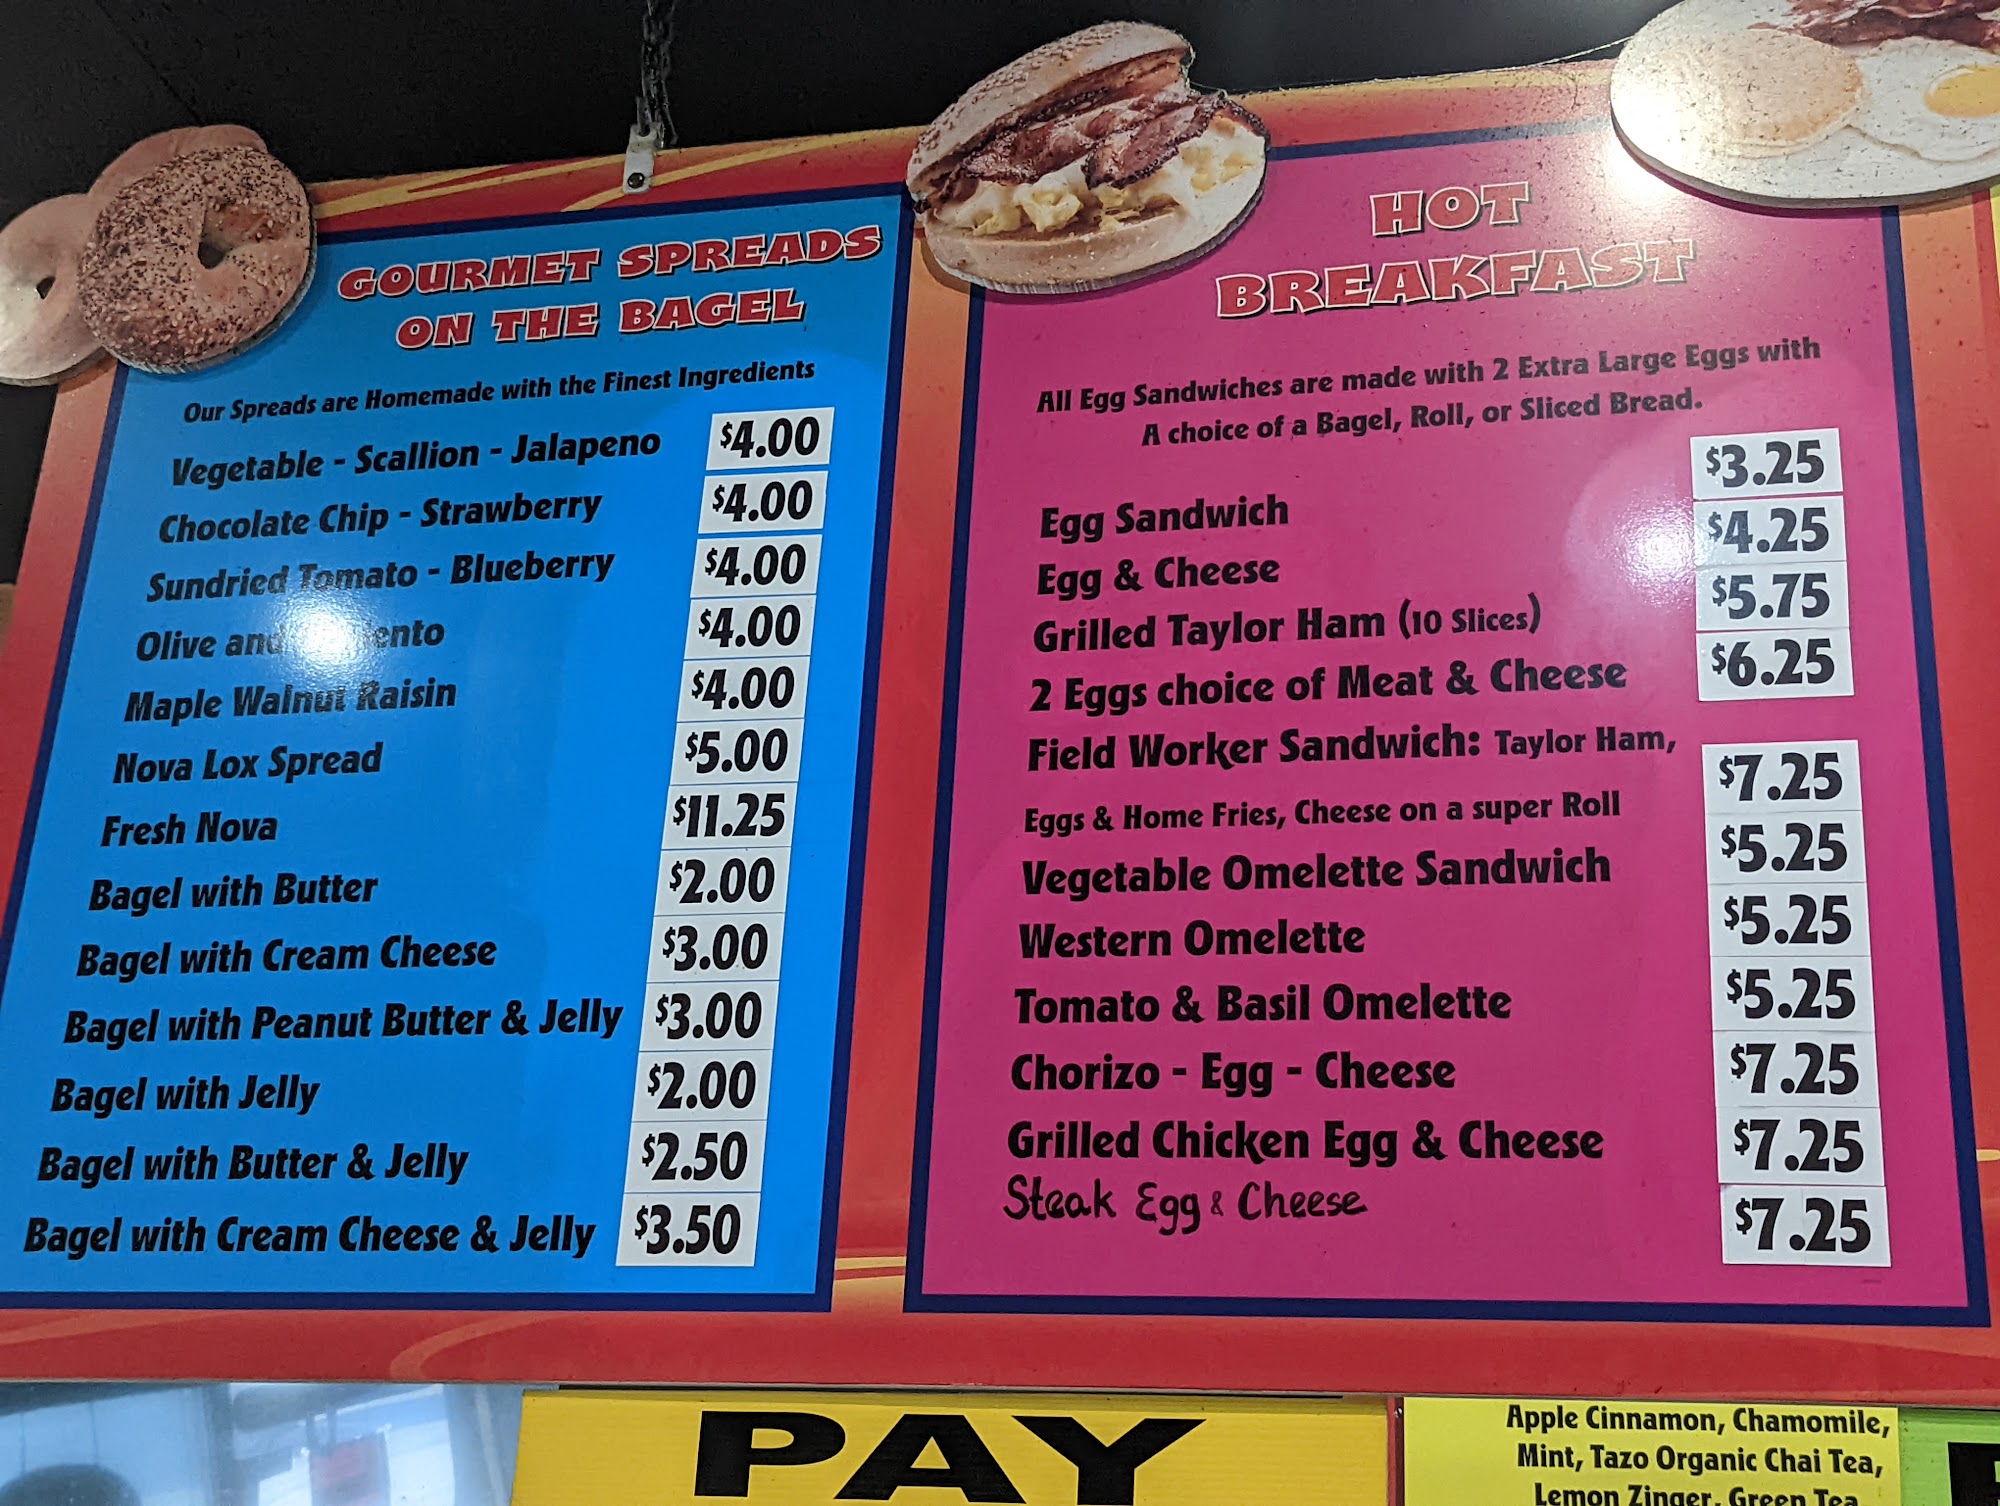 GOURMET SPREADS
ON THE BAGEL
Our Spreads are Homemade with the Finest Ingredients
Vegetable - Scallion - Jalapeno $4.00
Chocolate Chip - Strawberry $4.00
Sundried Tomato - Blueberry $4.00
Olive and $4.00
Maple Walnut Raisin $4.00
Nova Lox Spread $5.00
Fresh Nova $11.25
Bagel with Butter $2.00
Bagel with Cream Cheese $3.00
Bagel with Peanut Butter & Jelly $3.00
Bagel with Jelly $2.00
Bagel with Butter & Jelly $2.50
Bagel with Cream Cheese & Jelly $3.50
HOT
BREAKFAST
All Egg Sandwiches are made with 2 Extra Large Eggs with
A choice of a Bagel, Roll, or Sliced Bread.
Egg Sandwich $3.25
Egg & Cheese $4.25
Grilled Taylor Ham (10 Slices) $5.75
2 Eggs choice of Meat & Cheese $6.25
Field Worker Sandwich: Taylor Ham,
Eggs & Home Fries, Cheese on a super Roll $7.25
Vegetable Omelette Sandwich $5.25
Western Omelette $5.25
Tomato & Basil Omelette $5.25
Chorizo - Egg - Cheese $7.25
Grilled Chicken Egg & Cheese $7.25
Steak Egg & Cheese $7.25
PAY
Apple Cinnamon, Chamomile,
Mint, Tazo Organic Chai Tea,
Lemon Zinger, Green Tea